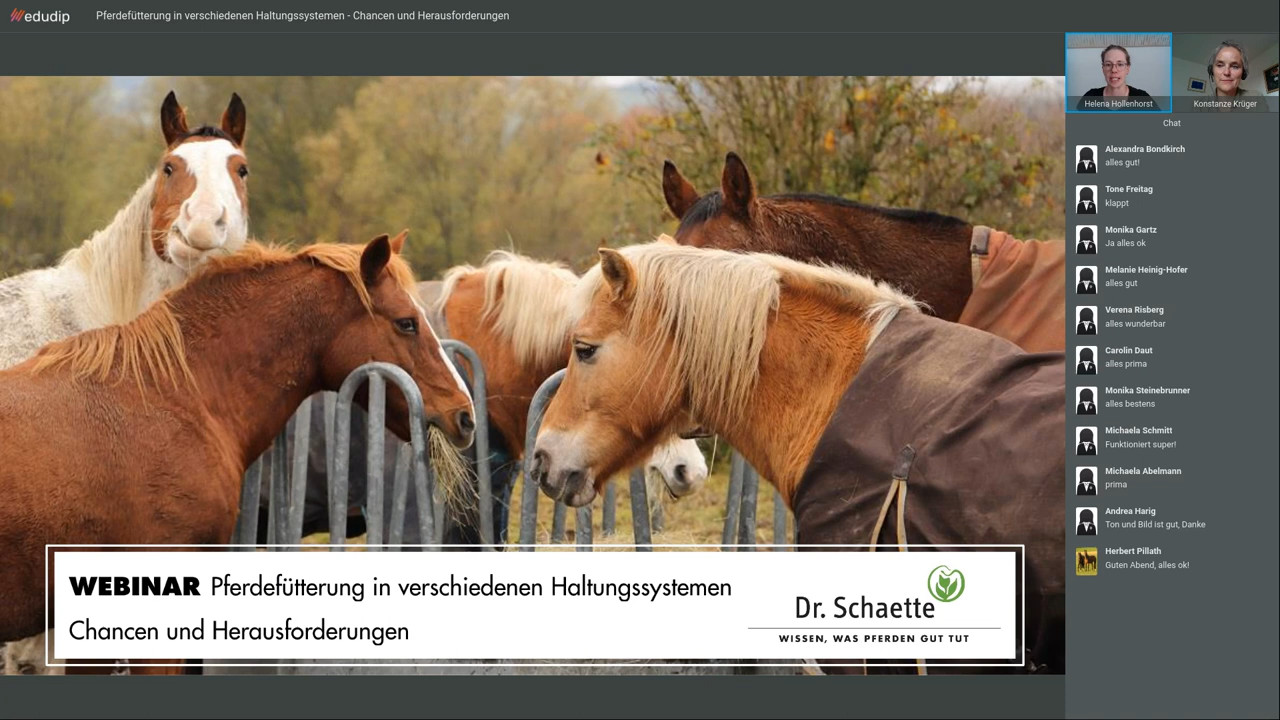 edudip
Pferdefütterung in verschiedenen Haltungssystemen - Chancen und Herausforderungen
Helena Hollenhorst
Konstanze Krüger
Chat
Alexandra Bondkirch
alles gut!
Tone Freitag
klappt
Monika Gartz
Ja alles ok
Melanie Heinig-Hofer
alles gut
Verena Risberg
alles wunderbar
Carolin Daut
alles prima
Monika Steinebrunner
alles bestens
Michaela Schmitt
Funktioniert super!
Michaela Abelmann
prima
Andrea Harig
Ton und Bild ist gut, Danke
Herbert Pillath
Guten Abend, alles ok!
WEBINAR Pferdefütterung in verschiedenen Haltungssystemen
Chancen und Herausforderungen
Dr. Schaette
WISSEN, WAS PFERDEN GUT TUT